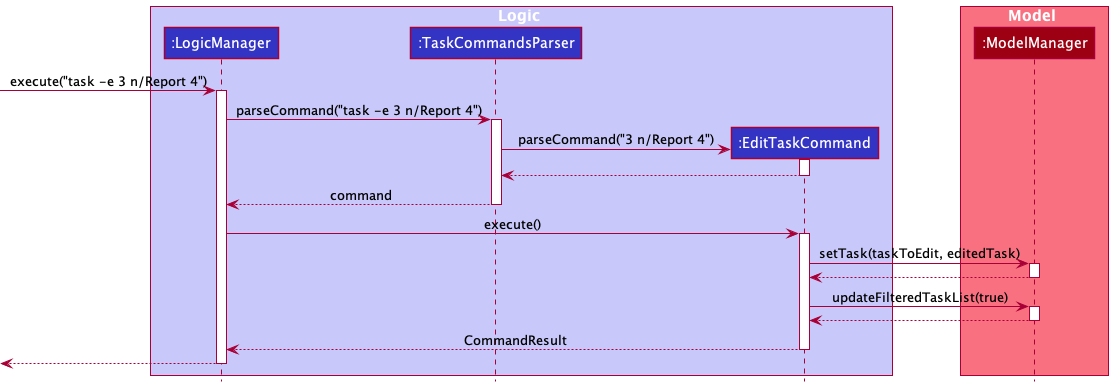 Logic
Model
:LogicManager
:TaskCommandsParser
:ModelManager
execute("task -e 3 n/Report 4")
parseCommand("task -e 3 n/Report 4")
parseCommand("3 n/Report 4")
:EditTaskCommand
command
execute()
setTask(taskToEdit, editedTask)
updateFilteredTaskList(true)
CommandResult